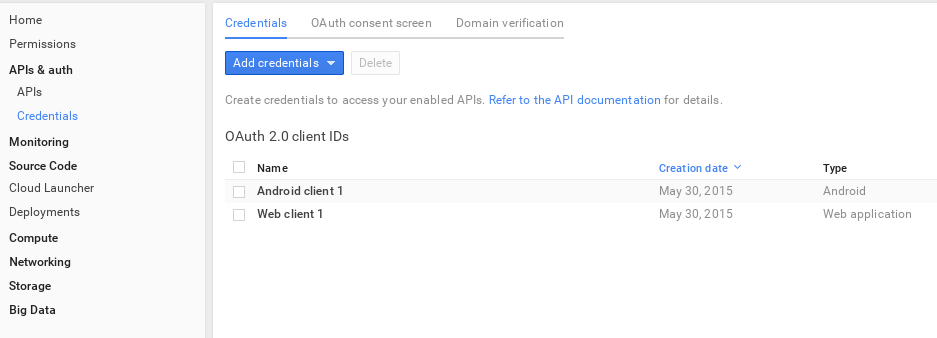 Home
Permissions
APIs & auth
APIs
Credentials
Monitoring
Source Code
Cloud Launcher
Deployments
Compute
Networking
Storage
Big Data
Credentials OAuth consent screen Domain verification
Add credentials Delete
Create credentials to access your enabled APIs. Refer to the API documentation for details.
OAuth 2.0 client IDs
Name Creation date Type
Android client 1 May 30, 2015 Android
Web client 1 May 30, 2015 Web application